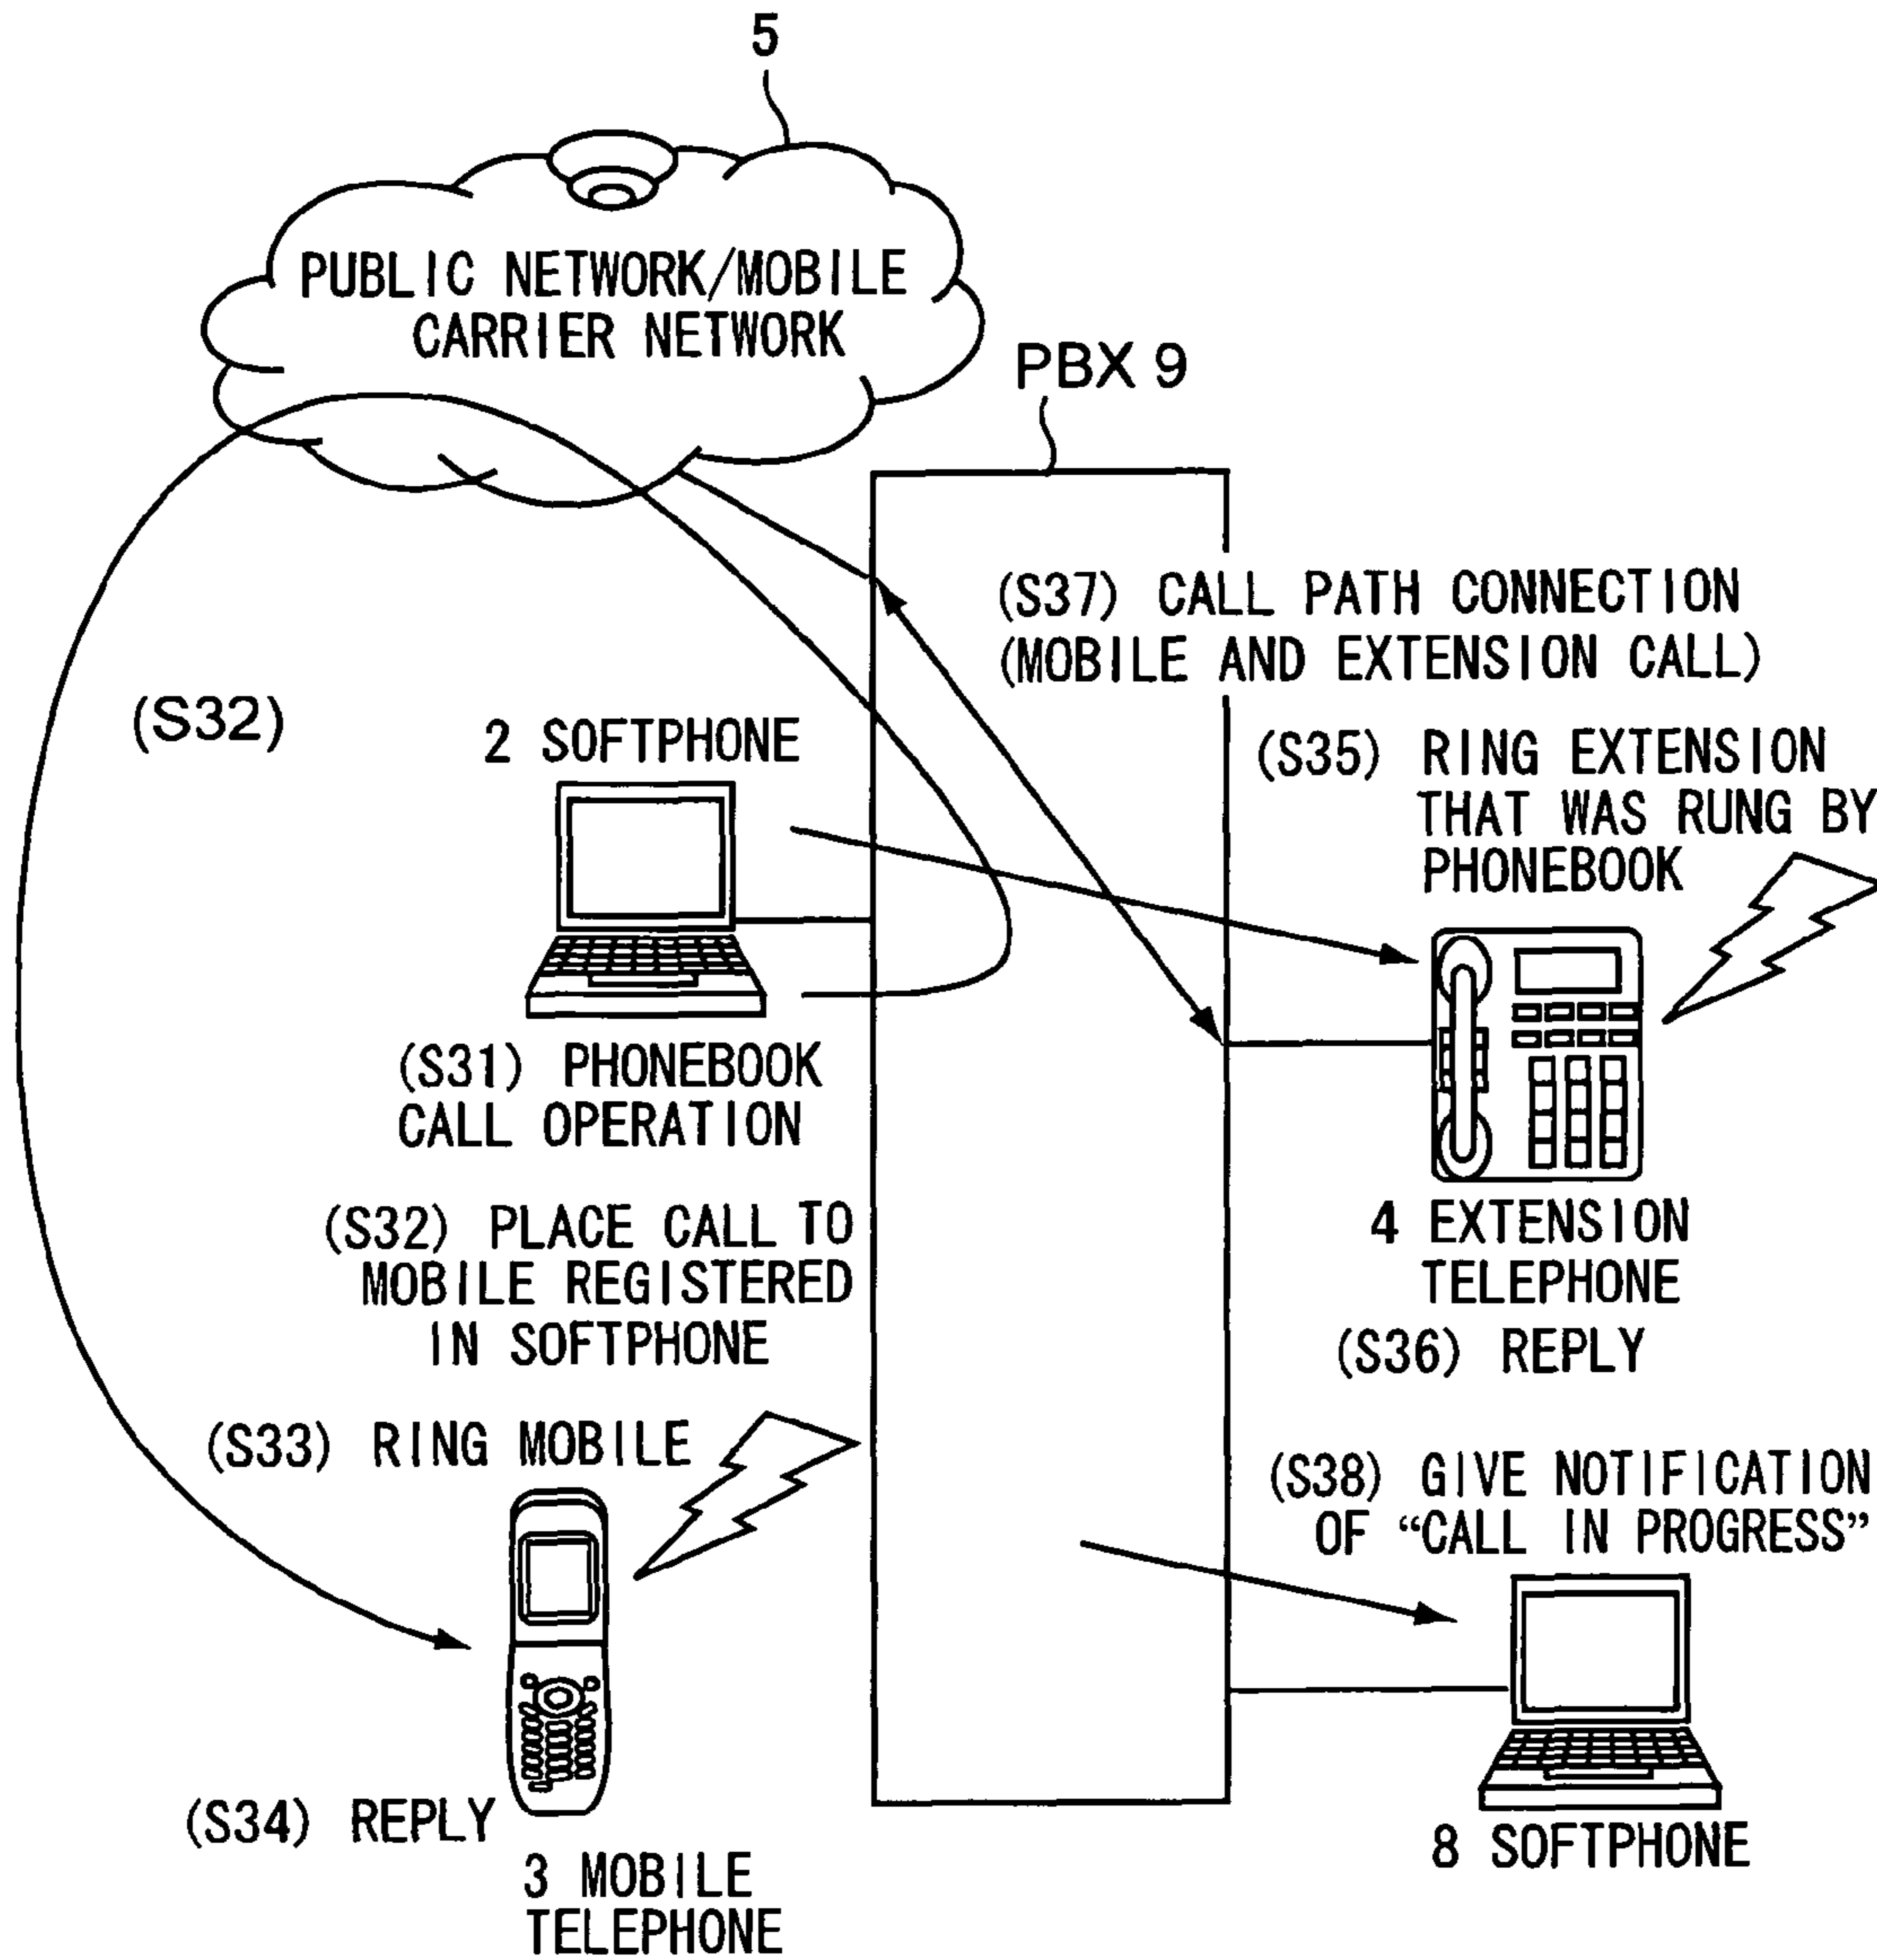 5
PUBLIC NETWORK/MOBILE
CARRIER NETWORK
PBX 9
(S37) CALL PATH CONNECTION
(MOBILE AND EXTENSION CALL)
(S32)
2 SOFTPHONE
(S35) RING EXTENSION
THAT WAS RUNG BY
PHONEBOOK
(S31) PHONEBOOK
CALL OPERATION
(S32) PLACE CALL TO
MOBILE REGISTERED
IN SOFTPHONE
4 EXTENSION
TELEPHONE
(S36) REPLY
(S33) RING MOBILE
(S38) GIVE NOTIFICATION
OF “CALL IN PROGRESS”
(S34) REPLY
3 MOBILE
TELEPHONE
8 SOFTPHONE